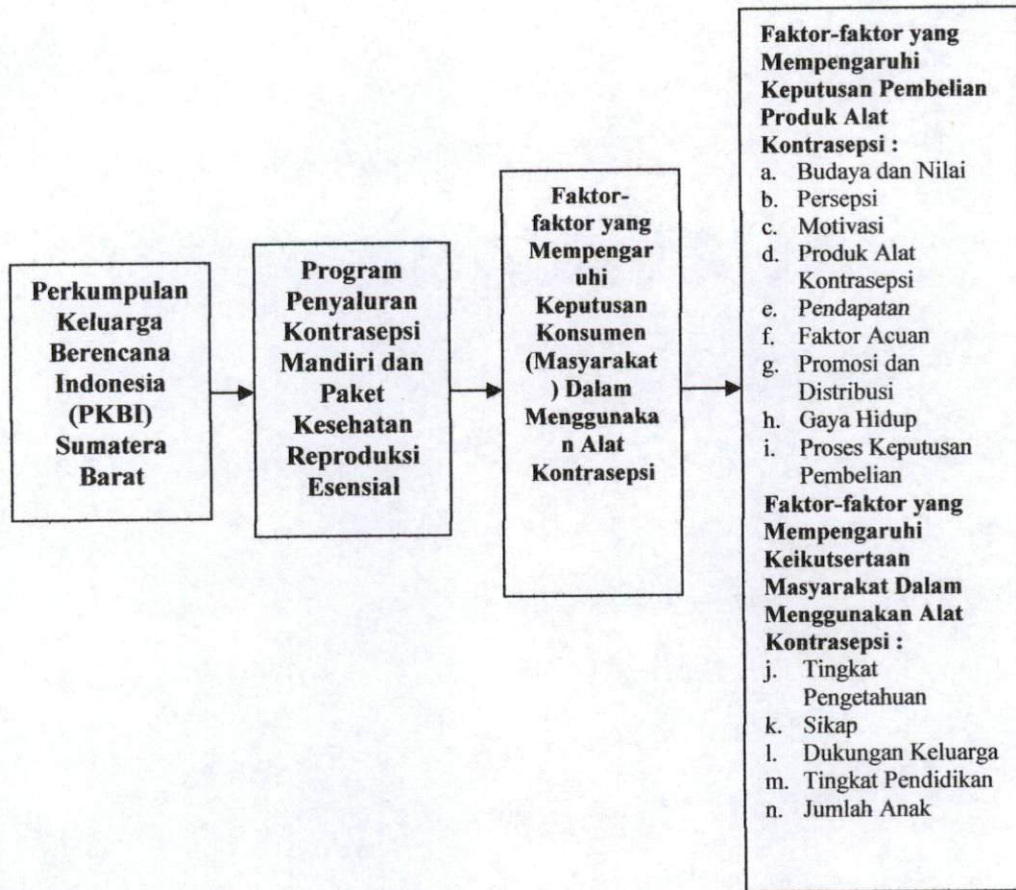 Perkumpulan
Keluarga
Berencana
Indonesia
(PKBI)
Sumatera
Barat
Program
Penyaluran
Kontrasepsi
Mandiri dan
Paket
Kesehatan
Reproduksi
Esensial
Faktor-
faktor yang
Mempengar
uhi
Keputusan
Konsumen
(Masyarakat
) Dalam
Menggunaka
n Alat
Kontrasepsi
Faktor-faktor yang
Mempengaruhi
Keputusan Pembelian
Produk Alat
Kontrasepsi :
a. Budaya dan Nilai
b. Persepsi
c. Motivasi
d. Produk Alat
Kontrasepsi
e. Pendapatan
f. Faktor Acuan
g. Promosi dan
Distribusi
h. Gaya Hidup
i. Proses Keputusan
Pembelian
Faktor-faktor yang
Mempengaruhi
Keikutsertaan
Masyarakat Dalam
Menggunakan Alat
Kontrasepsi :
j. Tingkat
Pengetahuan
k. Sikap
l. Dukungan Keluarga
m. Tingkat Pendidikan
n. Jumlah Anak